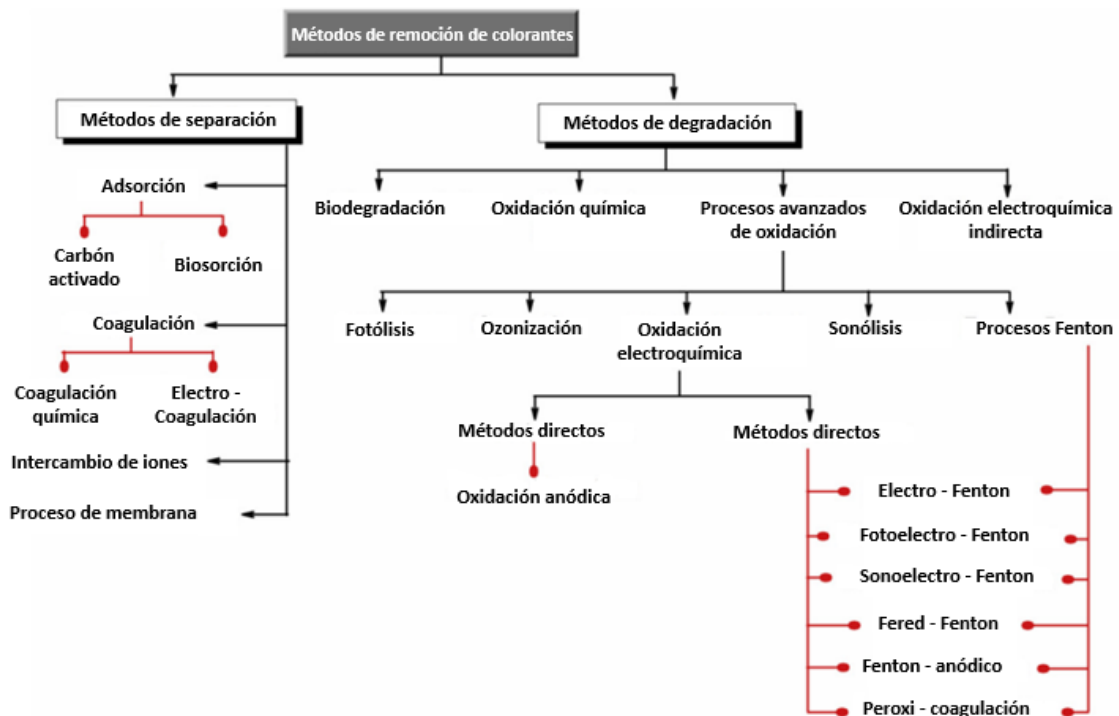 Métodos de remoción de colorantes
Métodos de separación
Métodos de degradación
Adsorción
Carbón
activado
Biosorción
Coagulación
Coagulación
química
Electro -
Coagulación
Intercambio de iones
Proceso de membrana
Biodegradación
Oxidación química
Procesos avanzados
de oxidación
Oxidación electroquímica
indirecta
Fotólisis
Ozonización
Oxidación
electroquímica
Sonólisis
Procesos Fenton
Métodos directos
Oxidación anódica
Métodos directos
Electro - Fenton
Fotoelectro - Fenton
Sonoelectro - Fenton
Fered - Fenton
Fenton - anódico
Peroxi - coagulación